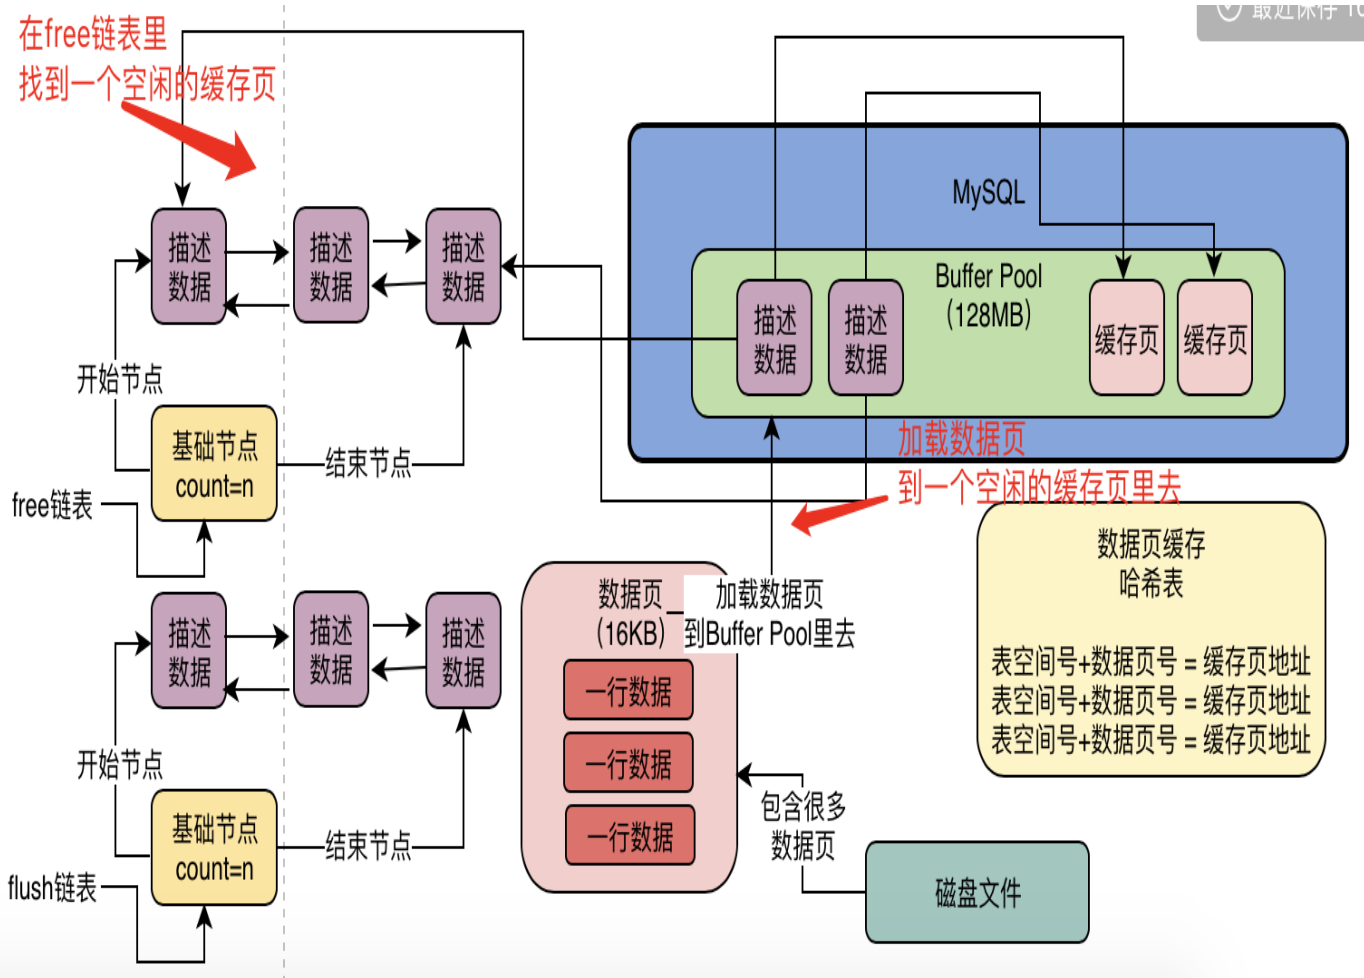 在free链表里
找到一个空闲的缓存页
最近保存
MySQL
Buffer Pool
(128MB)
描述
数据
描述
数据
描述
数据
描述
数据
描述
数据
缓存页
缓存页
开始节点
基础节点
count=n
结束节点
free链表
加载数据页
到一个空闲的缓存页里去
数据页缓存
哈希表
表空间号+数据页号 = 缓存页地址
表空间号+数据页号 = 缓存页地址
表空间号+数据页号 = 缓存页地址
数据页
(16KB)
加载数据页
到Buffer Pool里去
一行数据
一行数据
一行数据
描述
数据
描述
数据
描述
数据
开始节点
基础节点
count=n
结束节点
flush链表
包含很多
数据页
磁盘文件